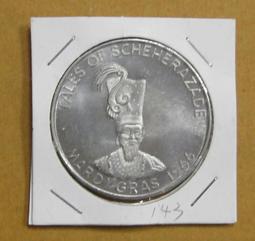 TALES OF SCHEHERAZADE
MARDI GRAS 1966
143